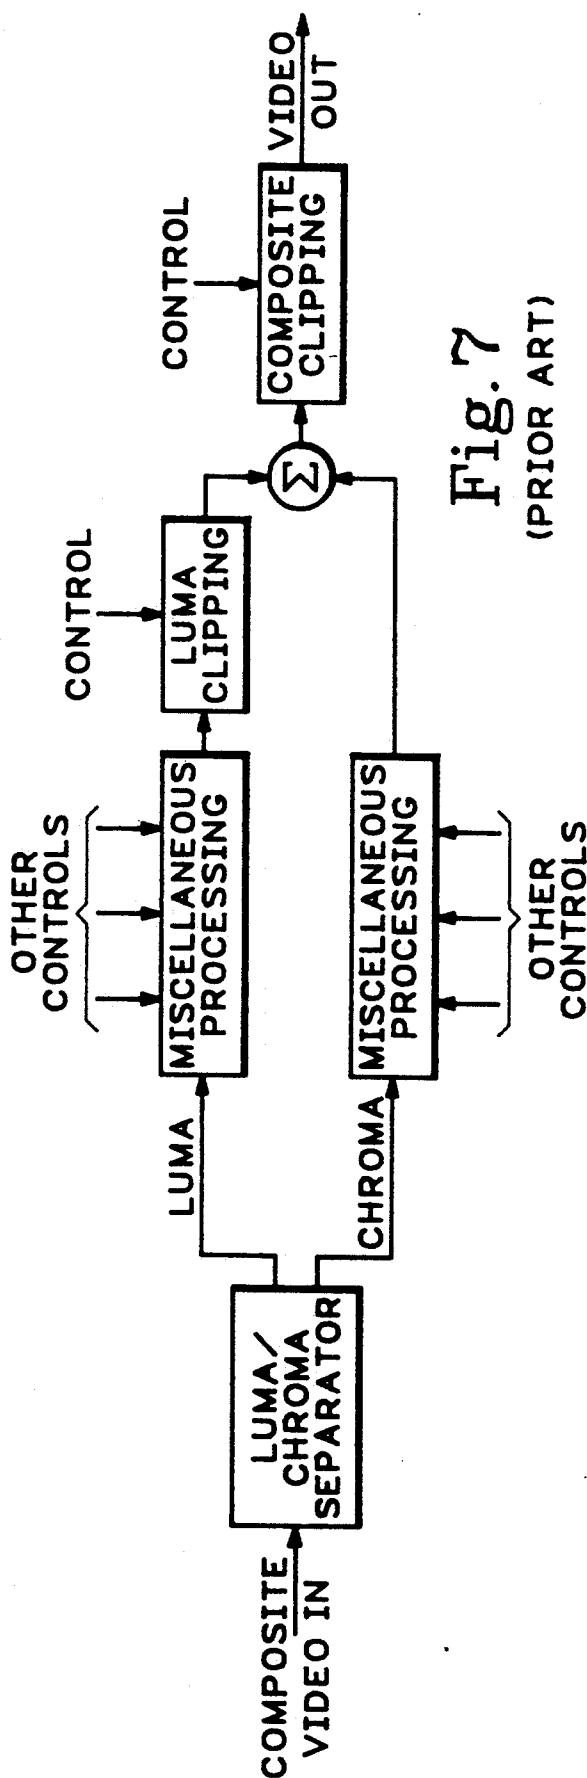 COMPOSITE
VIDEO IN
LUMA/
CHROMA
SEPARATOR
LUMA
CHROMA
OTHER
CONTROLS
MISCELLANEOUS
PROCESSING
MISCELLANEOUS
PROCESSING
OTHER
CONTROLS
CONTROL
LUMA
CLIPPING
Σ
CONTROL
COMPOSITE
CLIPPING
VIDEO
OUT
Fig. 7
(PRIOR ART)